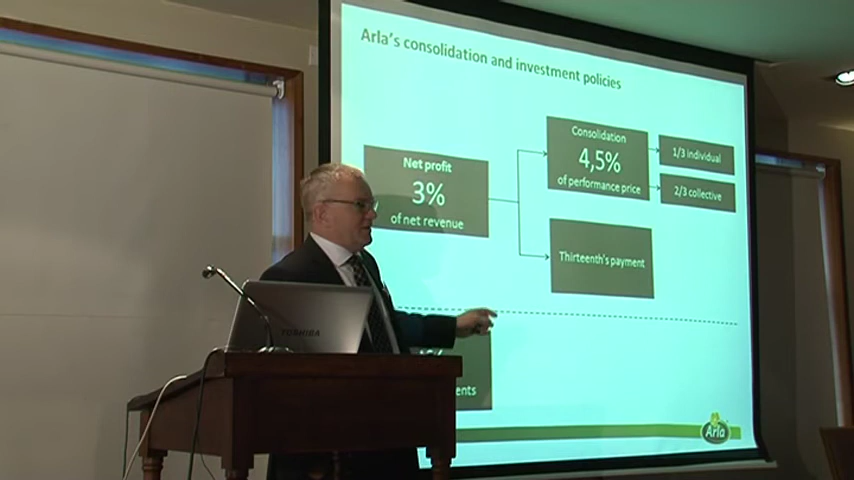 Arla's consolidation and investment policies
Net profit
3%
of net revenue
Consolidation
4,5%
of performance price
1/3 individual
2/3 collective
Thirteenth's payment
TOSHIBA
Arla